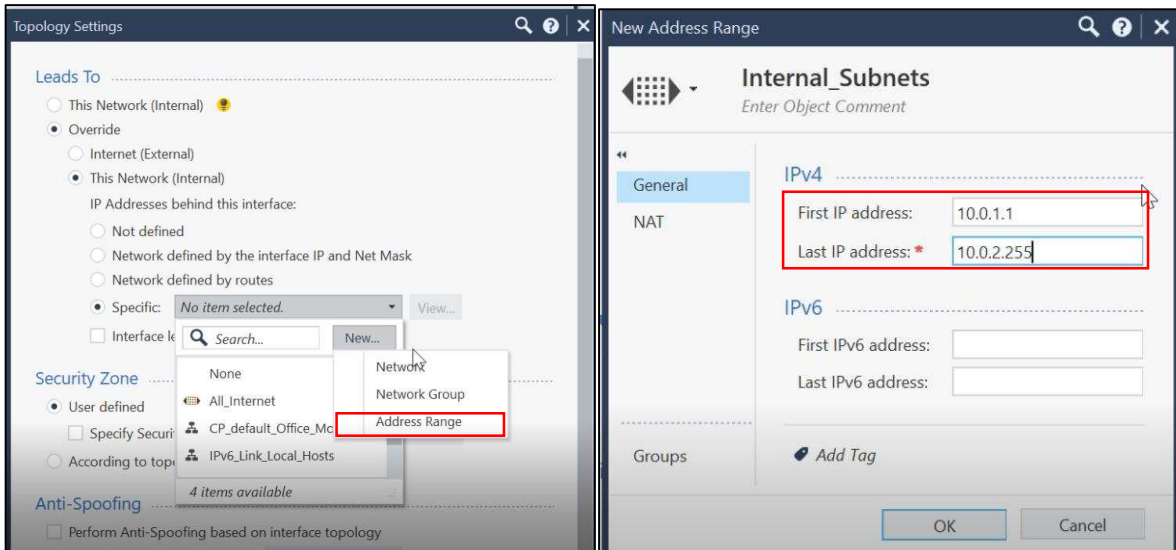 Topology Settings
Leads To
This Network (Internal)
Override
Internet (External)
This Network (Internal)
IP Addresses behind this interface:
Not defined
Network defined by the interface IP and Net Mask
Network defined by routes
Specific: No item selected. View...
Interface le
Search... New...
None
All_Internet
CP_default_Office_Mo
IPv6_Link_Local_Hosts
4 items available
Network
Network Group
Address Range
Security Zone
User defined
Specify Securi
According to topo
Anti-Spoofing
Perform Anti-Spoofing based on interface topology
New Address Range
Internal_Subnets
Enter Object Comment
General
NAT
Groups
IPv4
First IP address: 10.0.1.1
Last IP address: * 10.0.2.255
IPv6
First IPv6 address:
Last IPv6 address:
Add Tag
OK Cancel